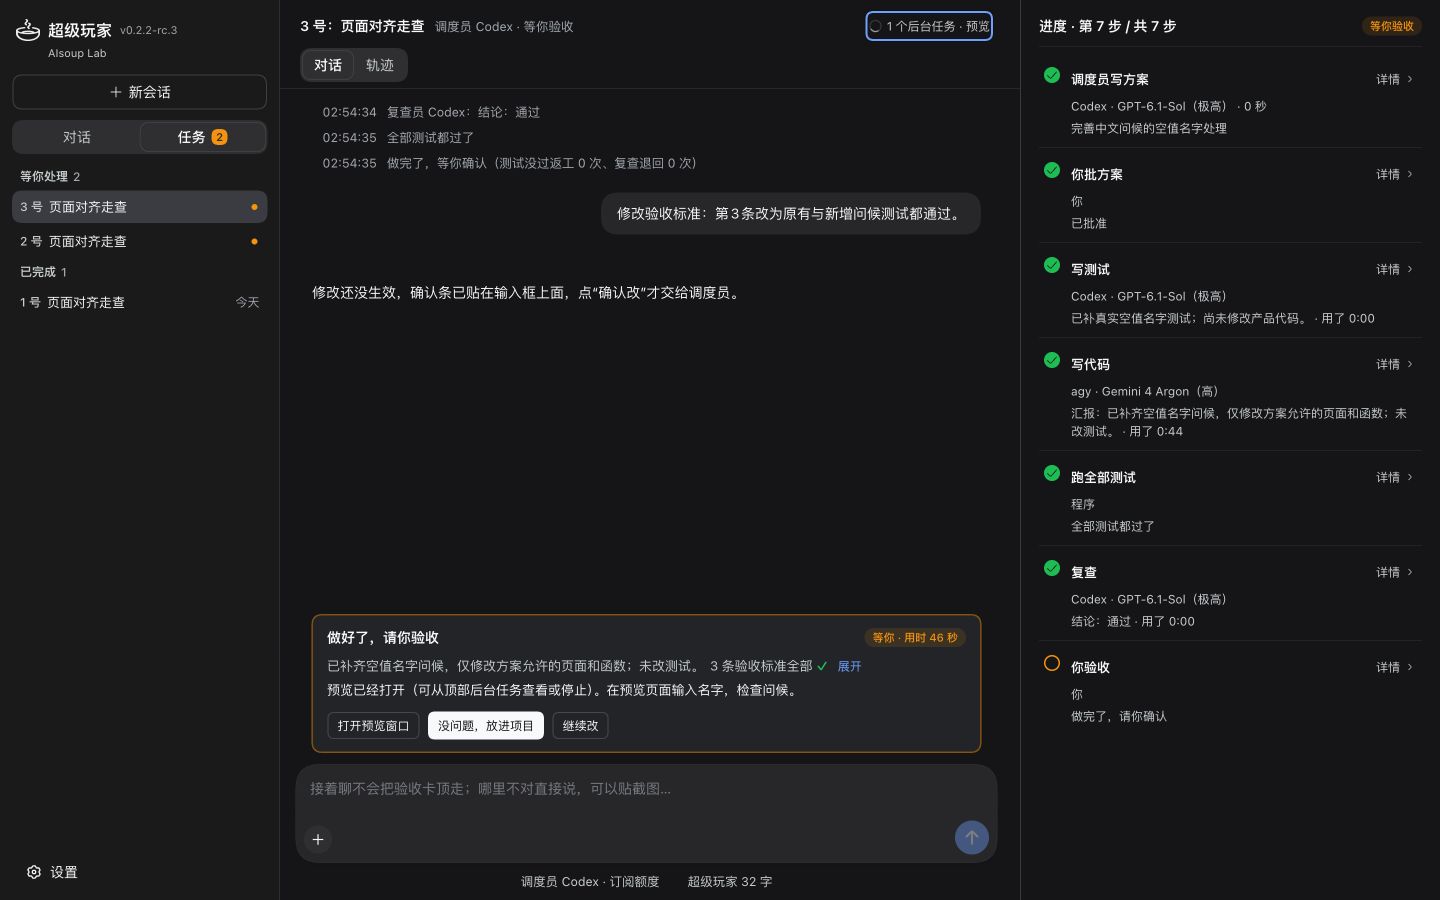 超级玩家 v0.2.2-rc.3
AIsoup Lab
＋ 新会话
对话
任务 2
等你处理 2
3 号 页面对齐走查
2 号 页面对齐走查
已完成 1
1 号 页面对齐走查 今天
设置
3 号：页面对齐走查 调度员 Codex · 等你验收
1 个后台任务 · 预览
对话
轨迹
02:54:34 复查员 Codex：结论：通过
02:54:35 全部测试都过了
02:54:35 做完了，等你确认（测试没过返工 0 次、复查退回 0 次）
修改验收标准：第3条改为原有与新增问候测试都通过。
修改还没生效，确认条已贴在输入框上面，点“确认改”才交给调度员。
做好了，请你验收
等你 · 用时 46 秒
已补齐空值名字问候，仅修改方案允许的页面和函数；未改测试。 3 条验收标准全部 ✓ 展开
预览已经打开（可从顶部后台任务查看或停止）。在预览页面输入名字，检查问候。
打开预览窗口
没问题，放进项目
继续改
接着聊不会把验收卡顶走；哪里不对直接说，可以贴截图...
调度员 Codex · 订阅额度 超级玩家 32 字
进度 · 第 7 步 / 共 7 步
等你验收
调度员写方案 详情
Codex · GPT-6.1-Sol（极高） · 0 秒
完善中文问候的空值名字处理
你批方案 详情
你
已批准
写测试 详情
Codex · GPT-6.1-Sol（极高）
已补真实空值名字测试；尚未修改产品代码。 · 用了 0:00
写代码 详情
agy · Gemini 4 Argon（高）
汇报：已补齐空值名字问候，仅修改方案允许的页面和函数；未
改测试。 · 用了 0:44
跑全部测试 详情
程序
全部测试都过了
复查 详情
Codex · GPT-6.1-Sol（极高）
结论：通过 · 用了 0:00
你验收 详情
你
做完了，请你确认